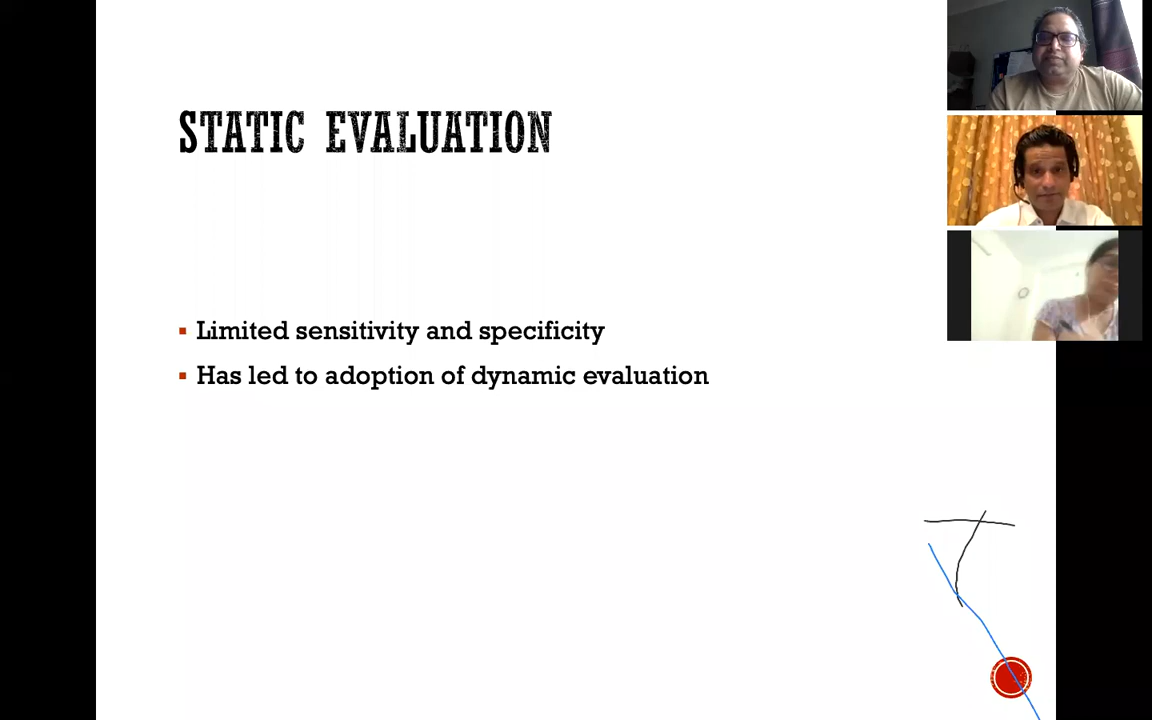 STATIC EVALUATION
Limited sensitivity and specificity
Has led to adoption of dynamic evaluation